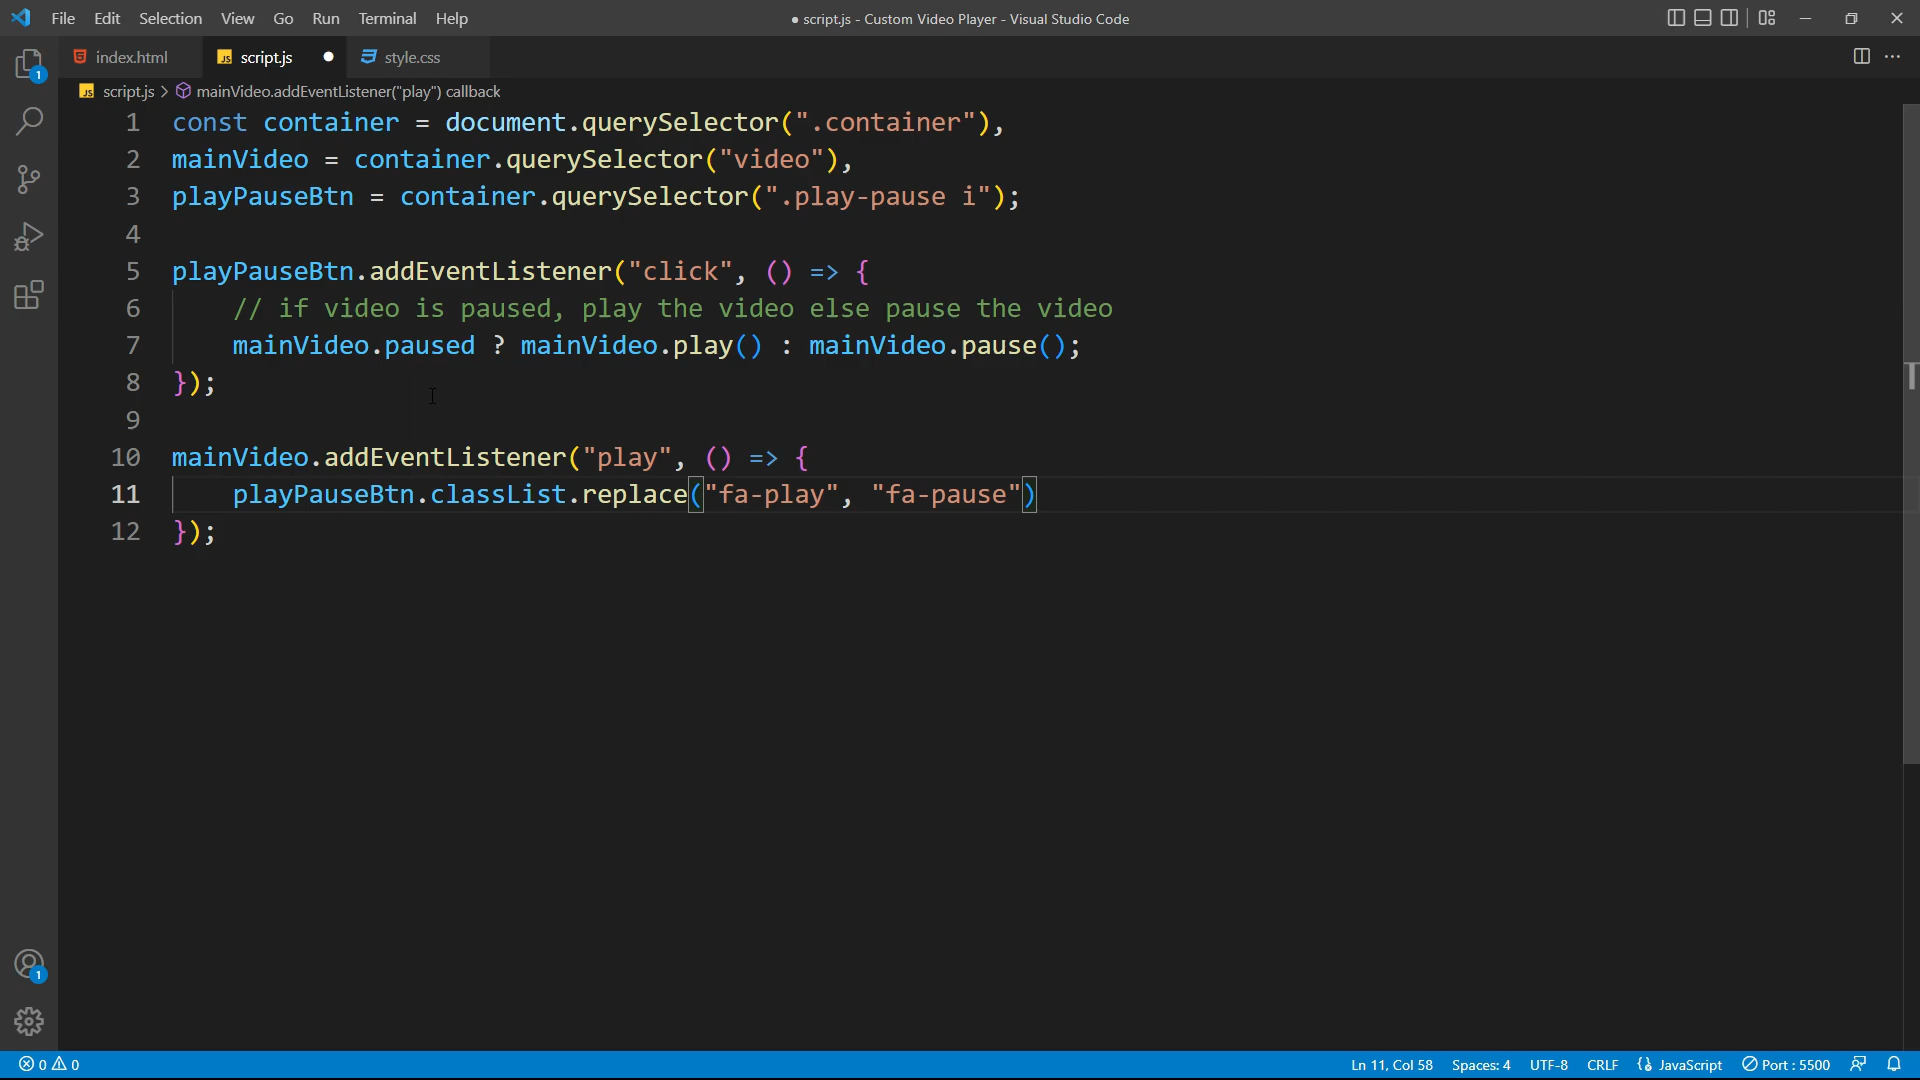 File Edit Selection View Go Run Terminal Help
● script.js - Custom Video Player - Visual Studio Code
index.html
script.js
style.css
script.js > mainVideo.addEventListener("play") callback
1 const container = document.querySelector(".container"),
2 mainVideo = container.querySelector("video"),
3 playPauseBtn = container.querySelector(".play-pause i");
4
5 playPauseBtn.addEventListener("click", () => {
6 // if video is paused, play the video else pause the video
7 mainVideo.paused ? mainVideo.play() : mainVideo.pause();
8 });
9
10 mainVideo.addEventListener("play", () => {
11 playPauseBtn.classList.replace("fa-play", "fa-pause")
12 });
1
1
0 0
Ln 11, Col 58
Spaces: 4
UTF-8
CRLF
JavaScript
Port : 5500